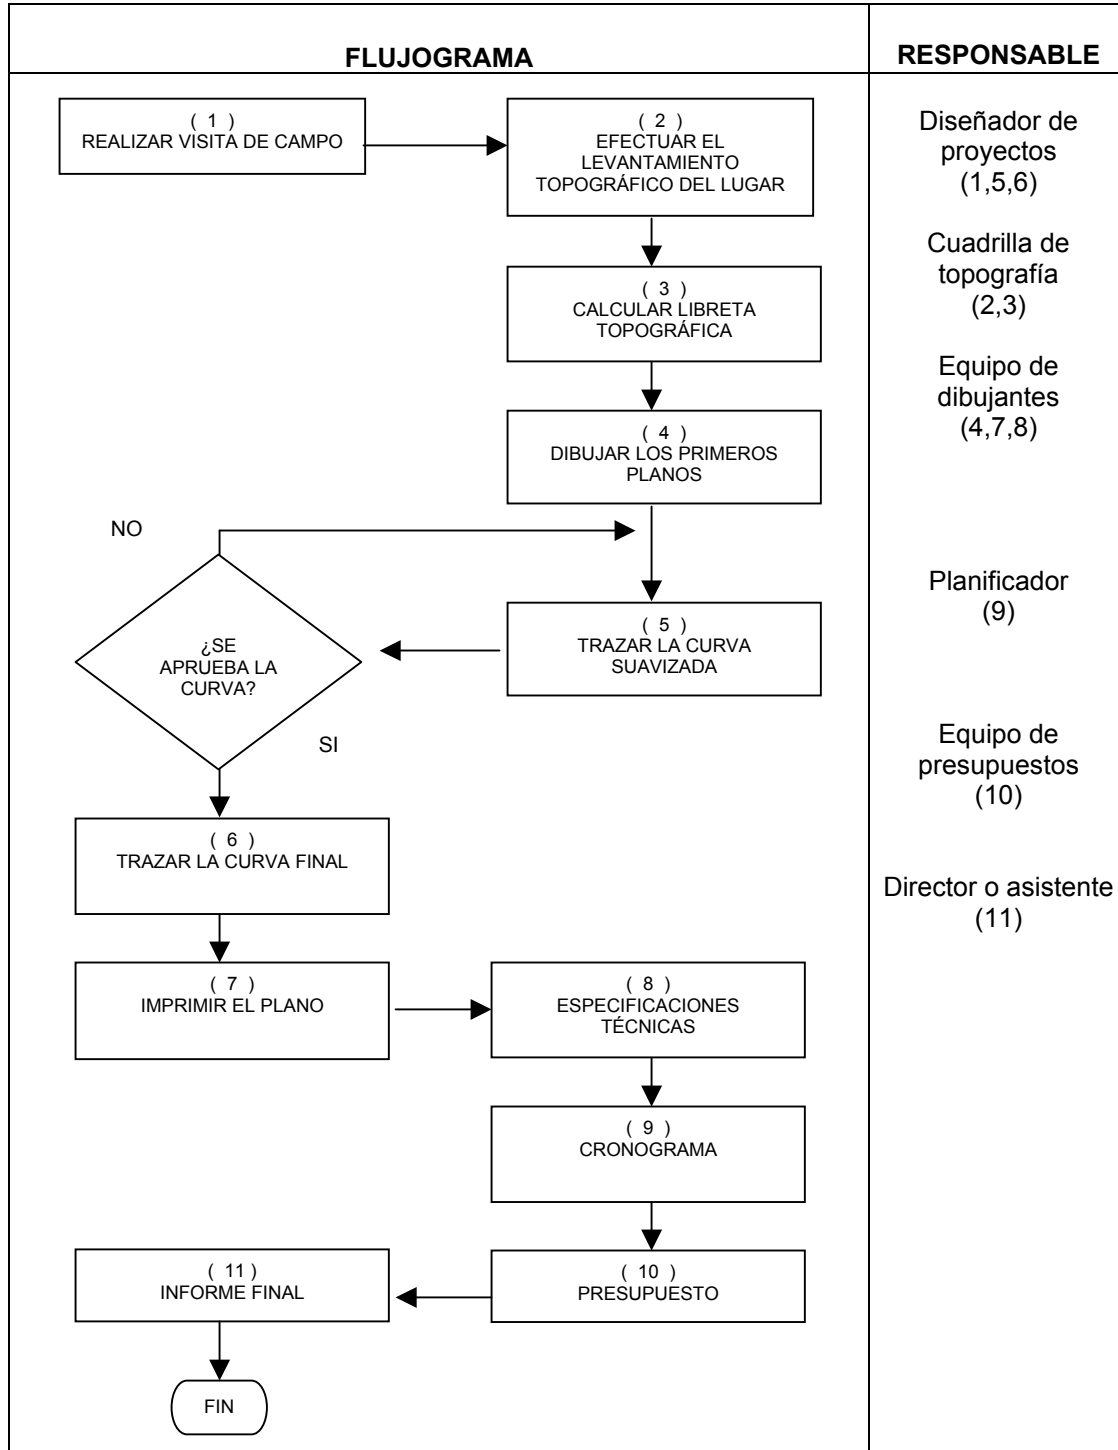 FLUJOGRAMA
RESPONSABLE
( 1 )
REALIZAR VISITA DE CAMPO
( 2 )
EFECTUAR EL
LEVANTAMIENTO
TOPOGRÁFICO DEL LUGAR
( 3 )
CALCULAR LIBRETA
TOPOGRÁFICA
( 4 )
DIBUJAR LOS PRIMEROS
PLANOS
NO
¿SE
APRUEBA LA
CURVA?
SI
( 5 )
TRAZAR LA CURVA
SUAVIZADA
( 6 )
TRAZAR LA CURVA FINAL
( 7 )
IMPRIMIR EL PLANO
( 8 )
ESPECIFICACIONES
TÉCNICAS
( 9 )
CRONOGRAMA
( 10 )
PRESUPUESTO
( 11 )
INFORME FINAL
FIN
Diseñador de
proyectos
(1,5,6)
Cuadrilla de
topografía
(2,3)
Equipo de
dibujantes
(4,7,8)
Planificador
(9)
Equipo de
presupuestos
(10)
Director o asistente
(11)